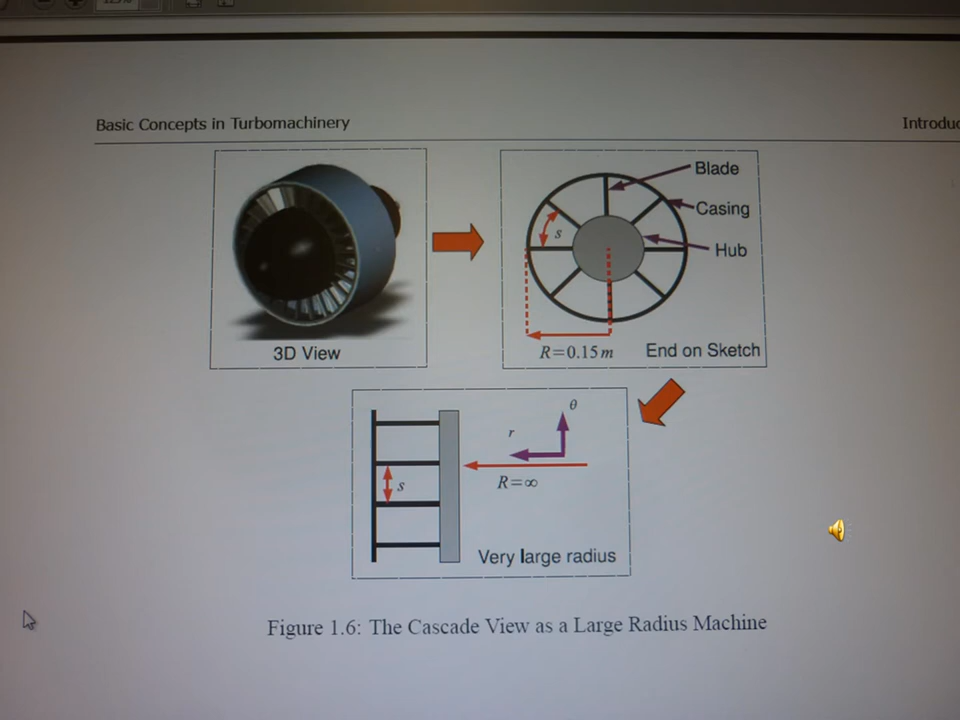 Basic Concepts in Turbomachinery
3D View
Blade
Casing
Hub
s
R=0.15 m
End on Sketch
θ
r
s
R=∞
Very large radius
Figure 1.6: The Cascade View as a Large Radius Machine